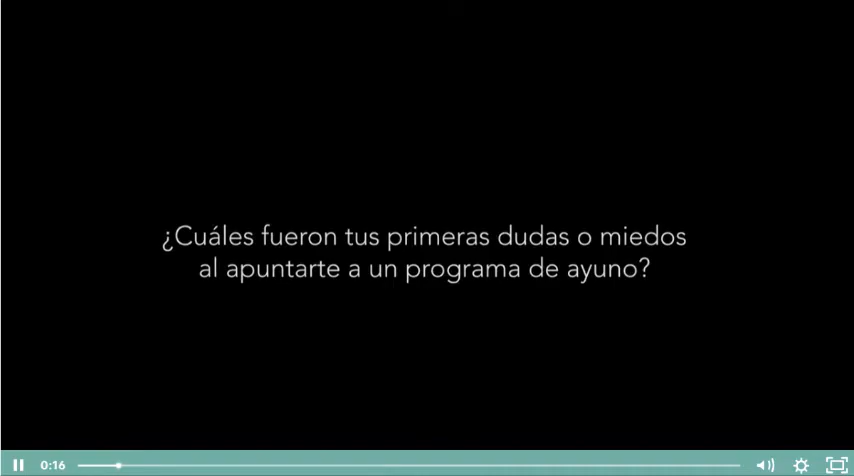 ¿Cuáles fueron tus primeras dudas o miedos
al apuntarte a un programa de ayuno?
0:16